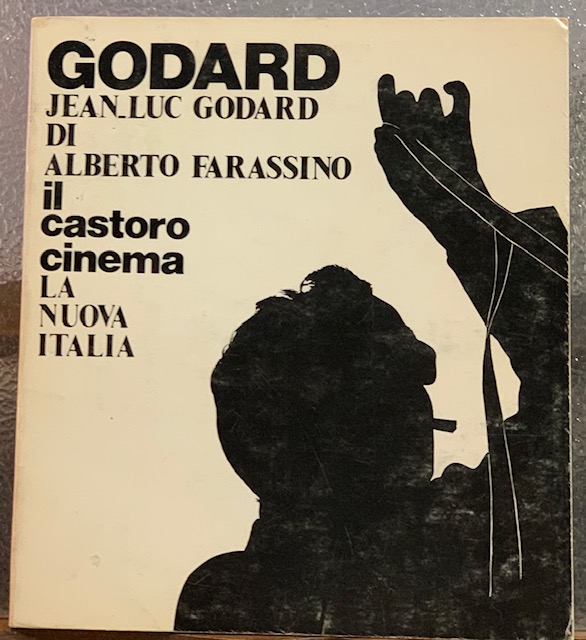 GODARD
JEAN-LUC GODARD
DI
ALBERTO FARASSINO
il
castoro
cinema
LA
NUOVA
ITALIA